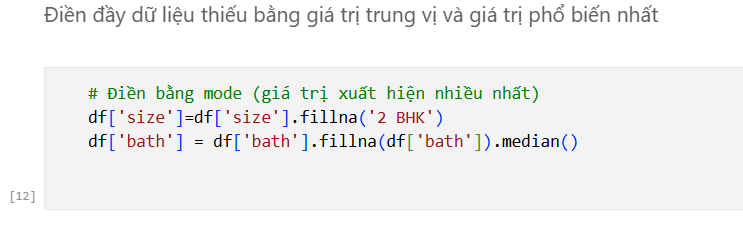 Điền đầy dữ liệu thiếu bằng giá trị trung vị và giá trị phổ biến nhất
# Điền bằng mode (giá trị xuất hiện nhiều nhất)
df['size']=df['size'].fillna('2 BHK')
df['bath'] = df['bath'].fillna(df['bath']).median()
[12]